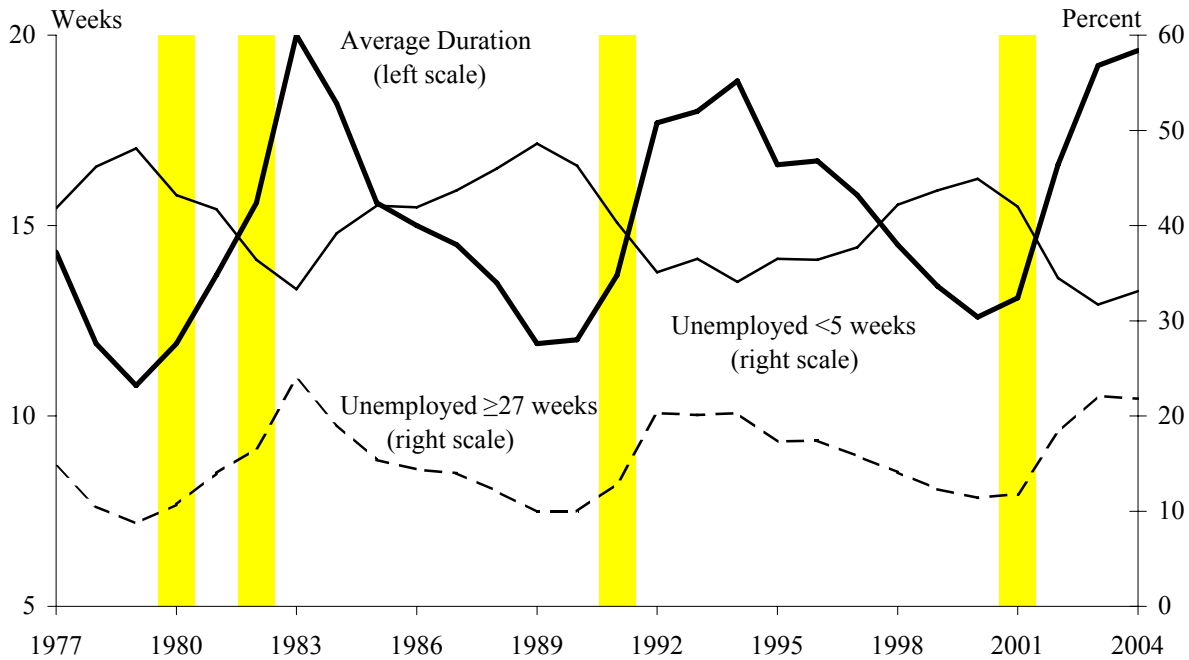 Weeks
Percent
20
60
Average Duration
(left scale)
50
15
40
30
Unemployed <5 weeks
(right scale)
10
20
Unemployed ≥27 weeks
(right scale)
10
5
0
1977 1980 1983 1986 1989 1992 1995 1998 2001 2004